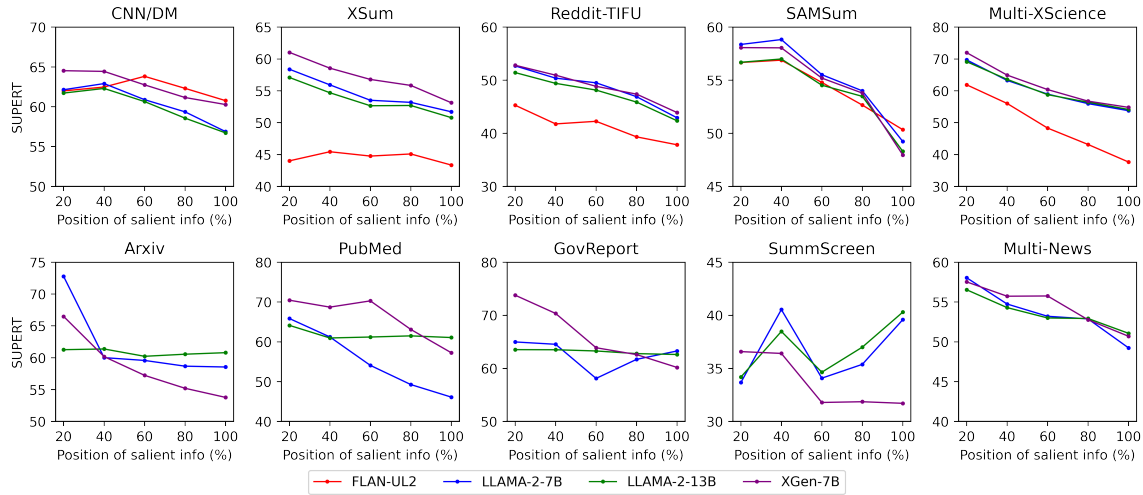 CNN/DM
XSum
Reddit-TIFU
SAMSum
Multi-XScience
SUPERT
70
65
60
55
50
20 40 60 80 100
Position of salient info (%)
65
60
55
50
45
40
20 40 60 80 100
Position of salient info (%)
60
50
40
30
20 40 60 80 100
Position of salient info (%)
60
55
50
45
20 40 60 80 100
Position of salient info (%)
80
70
60
50
40
30
20 40 60 80 100
Position of salient info (%)
Arxiv
PubMed
GovReport
SummScreen
Multi-News
SUPERT
75
70
65
60
55
50
20 40 60 80 100
Position of salient info (%)
80
70
60
50
40
20 40 60 80 100
Position of salient info (%)
80
70
60
50
20 40 60 80 100
Position of salient info (%)
45
40
35
30
20 40 60 80 100
Position of salient info (%)
60
55
50
45
40
20 40 60 80 100
Position of salient info (%)
FLAN-UL2 LLAMA-2-7B LLAMA-2-13B XGen-7B